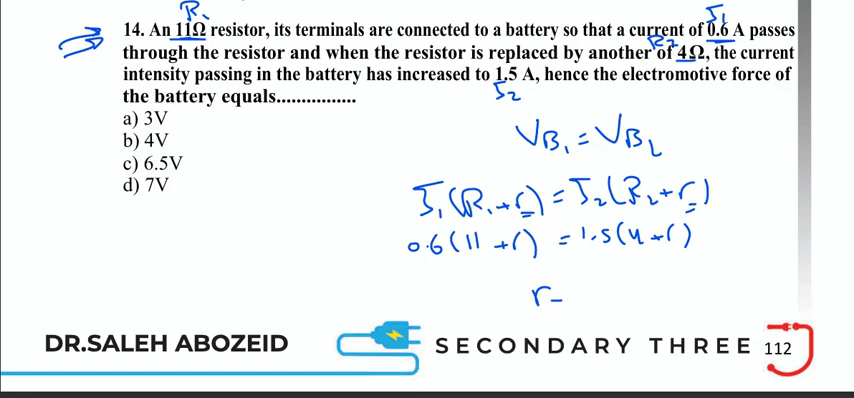 R₁
I₁
14. An 11Ω resistor, its terminals are connected to a battery so that a current of 0.6 A passes
R₂
through the resistor and when the resistor is replaced by another of 4Ω, the current
intensity passing in the battery has increased to 1.5 A, hence the electromotive force of
I₂
the battery equals................
a) 3V
b) 4V
c) 6.5V
d) 7V
VB₁ = VB₂
I₁(R₁+r) = I₂(R₂+r)
0.6(11+r) = 1.5(4+r)
r=
DR.SALEH ABOZEID
SECONDARY THREE 112